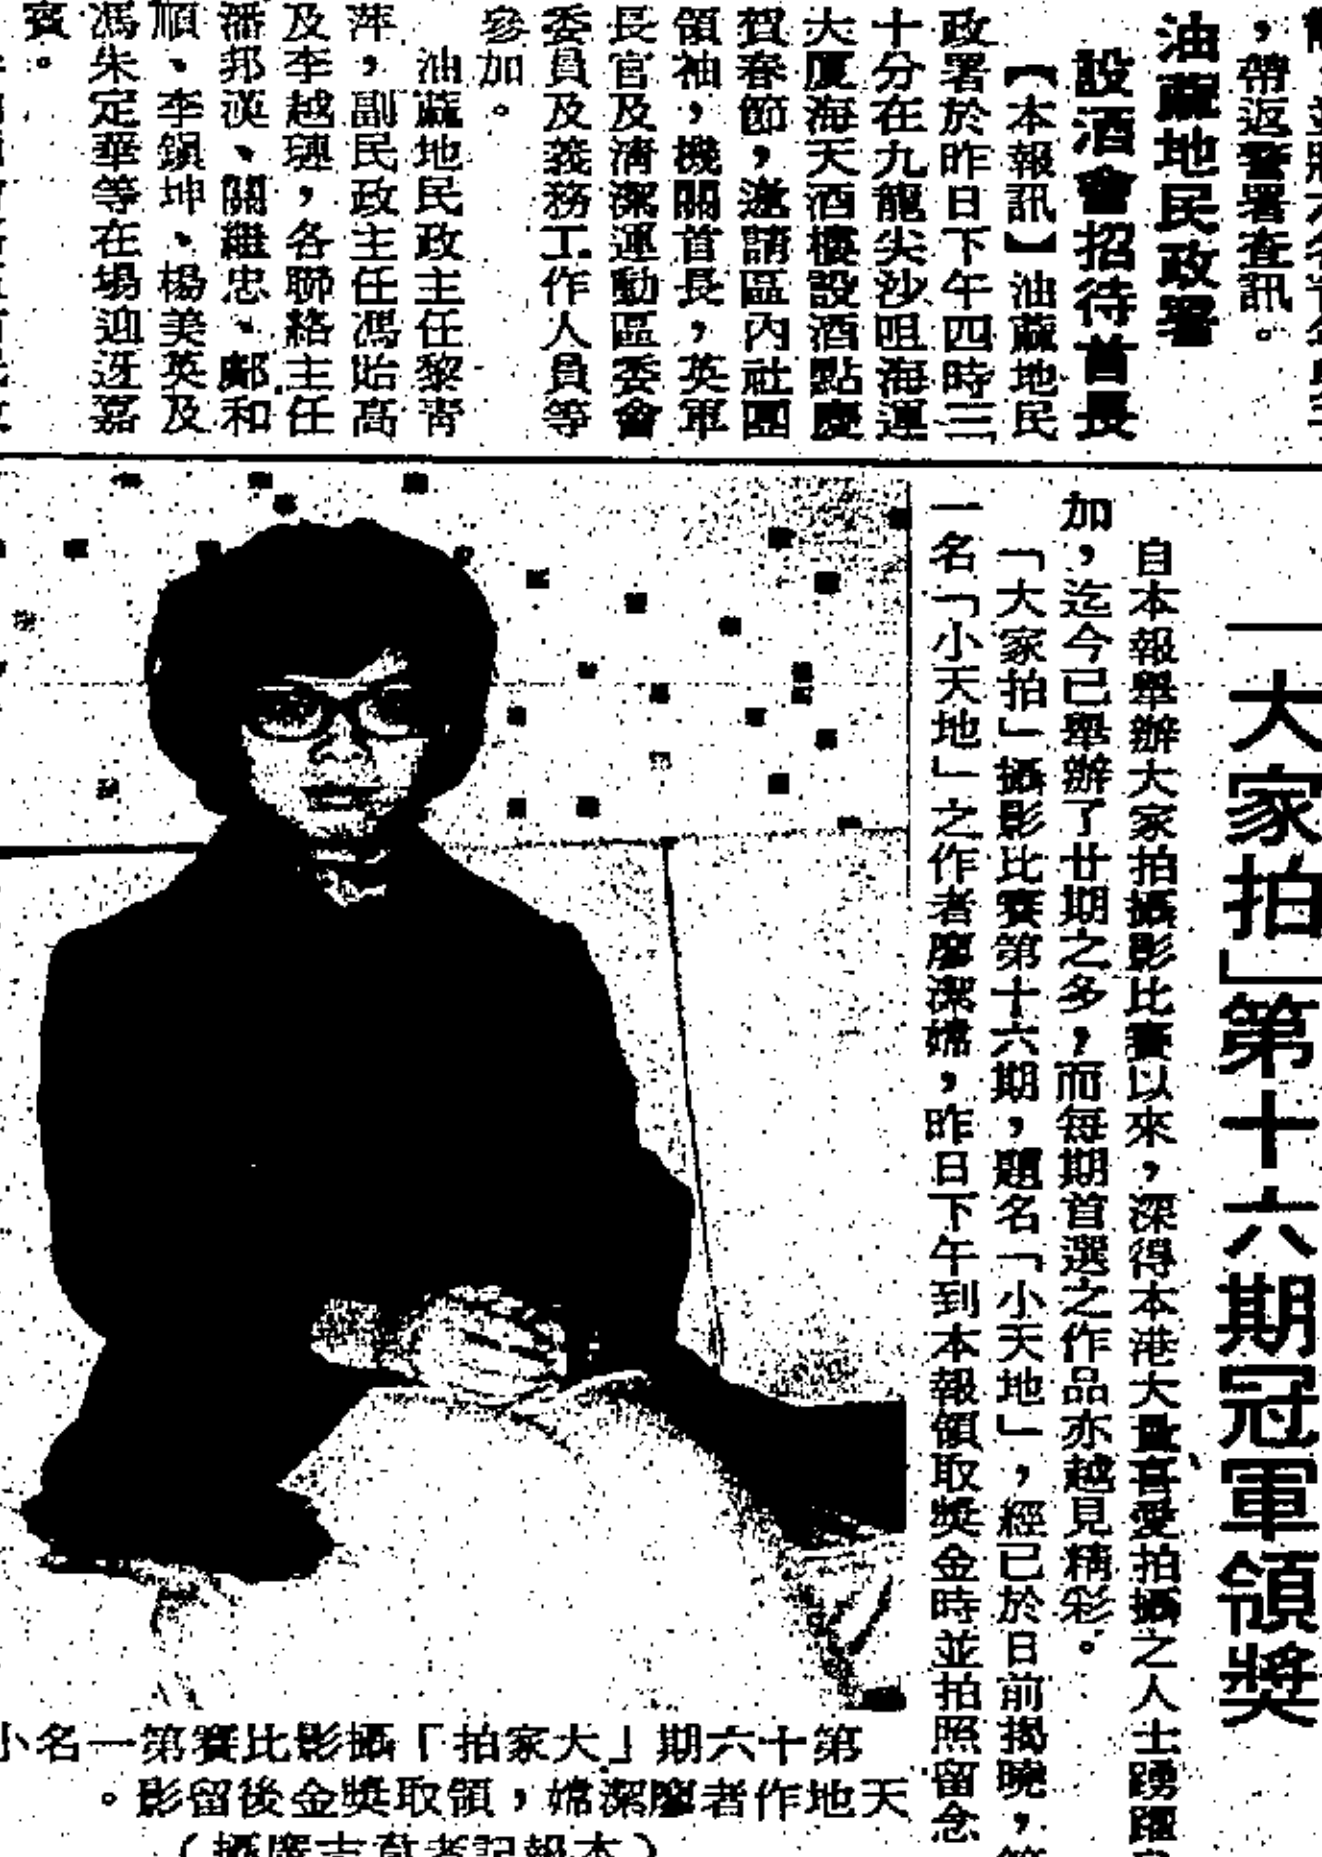 ，帶返警署查訊。
油蔴地民政署
設酒會招待首長
【本報訊】油蔴地民
政署於昨日下午四時三
十分在九龍尖沙咀海運
大厦海天酒樓設酒點慶
賀春節，邀請區內社團
領袖，機關首長，英軍
長官及清潔運動區委會
委員及義務工作人員等
參加。
油蔴地民政主任黎靑
萍，副民政主任馮貽高
及李越璉，各聯絡主任
潘邦漢、關繼忠、鄺和
順、李鎖坤、楊美英及
馮朱定華等在場迎迓嘉
賓。
「大家拍」第十六期冠軍領獎
自本報舉辦大家拍攝影比賽以來，深得本港大量喜愛拍攝之人士踴躍
加，迄今已舉辦了廿期之多，而每期首選之作品亦越見精彩。
「大家拍」攝影比賽第十六期，題名「小天地」，經已於日前揭曉，
一名「小天地」之作者廖潔嫦，昨日下午到本報領取獎金時並拍照留念
第十六期「大家拍」攝影比賽第一名小
天地作者廖潔嫦，領取獎金後留影。